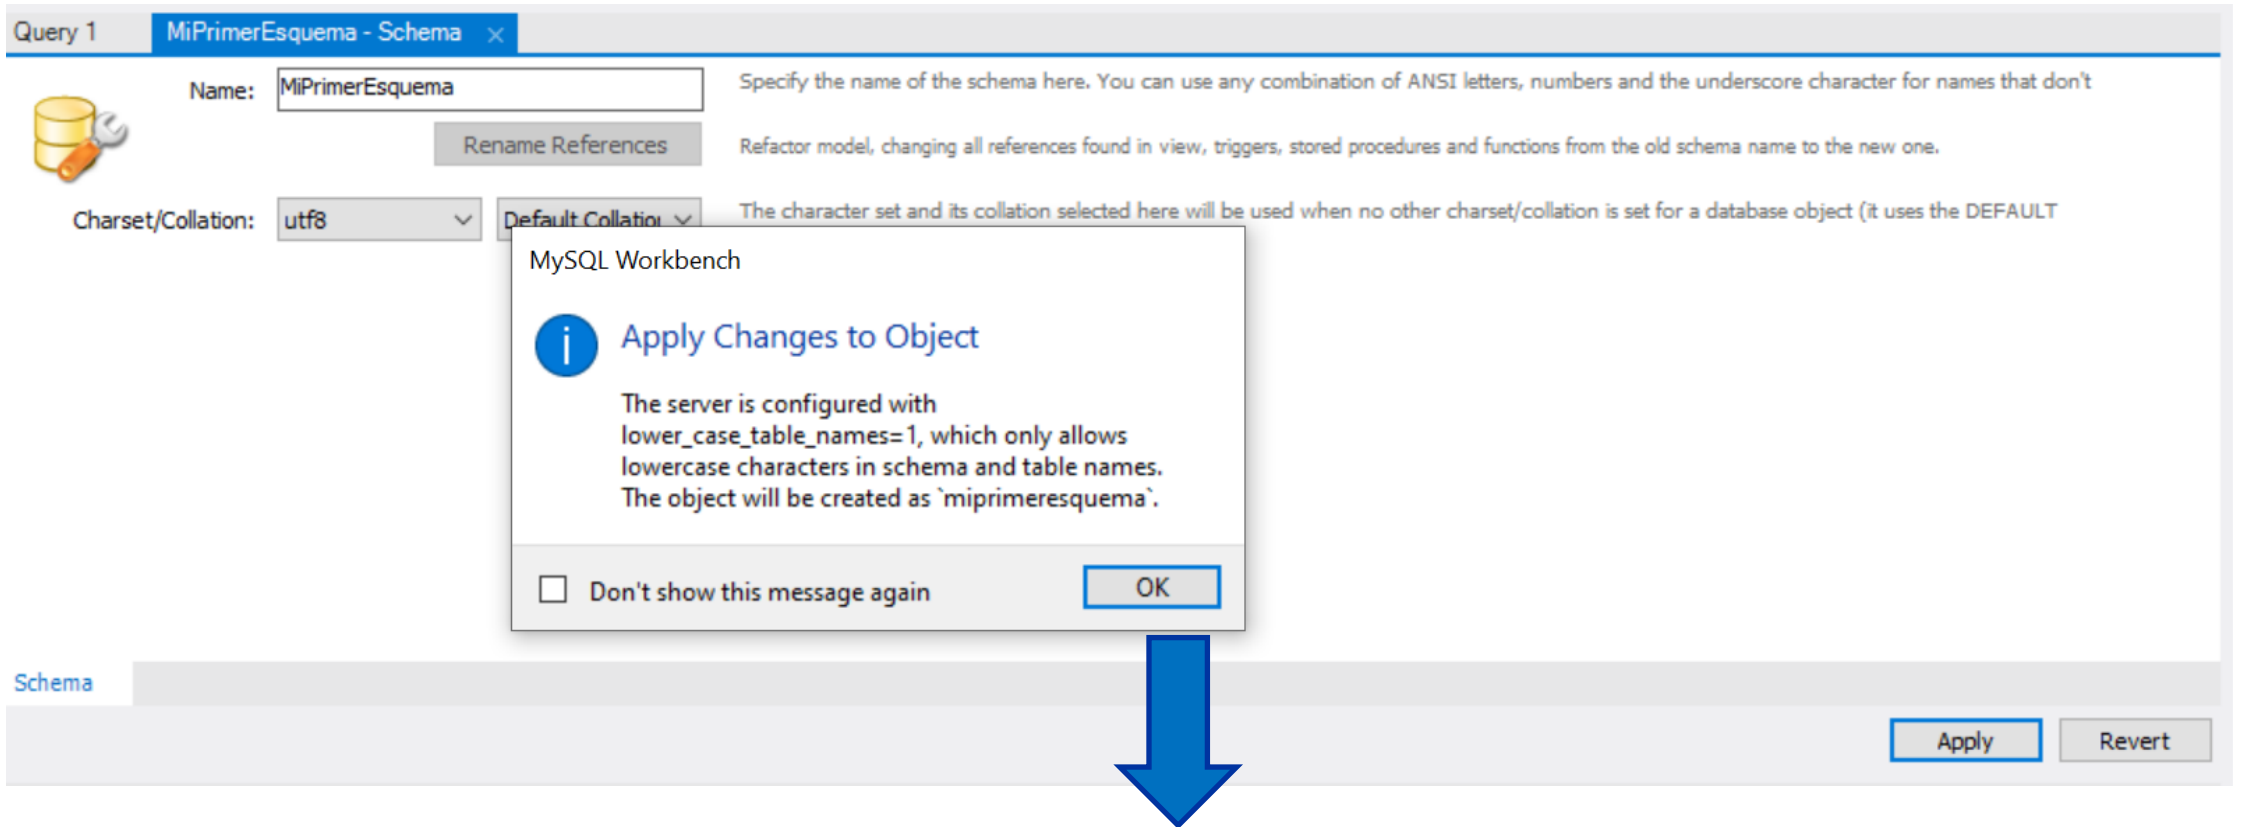 Query 1
MiPrimerEsquema - Schema
Name:
MiPrimerEsquema
Specify the name of the schema here. You can use any combination of ANSI letters, numbers and the underscore character for names that don't
Rename References
Refactor model, changing all references found in view, triggers, stored procedures and functions from the old schema name to the new one.
Charset/Collation:
utf8
Default Collatio
The character set and its collation selected here will be used when no other charset/collation is set for a database object (it uses the DEFAULT
MySQL Workbench
Apply Changes to Object
The server is configured with
lower_case_table_names=1, which only allows
lowercase characters in schema and table names.
The object will be created as `miprimeresquema`.
Don't show this message again
OK
Schema
Apply
Revert